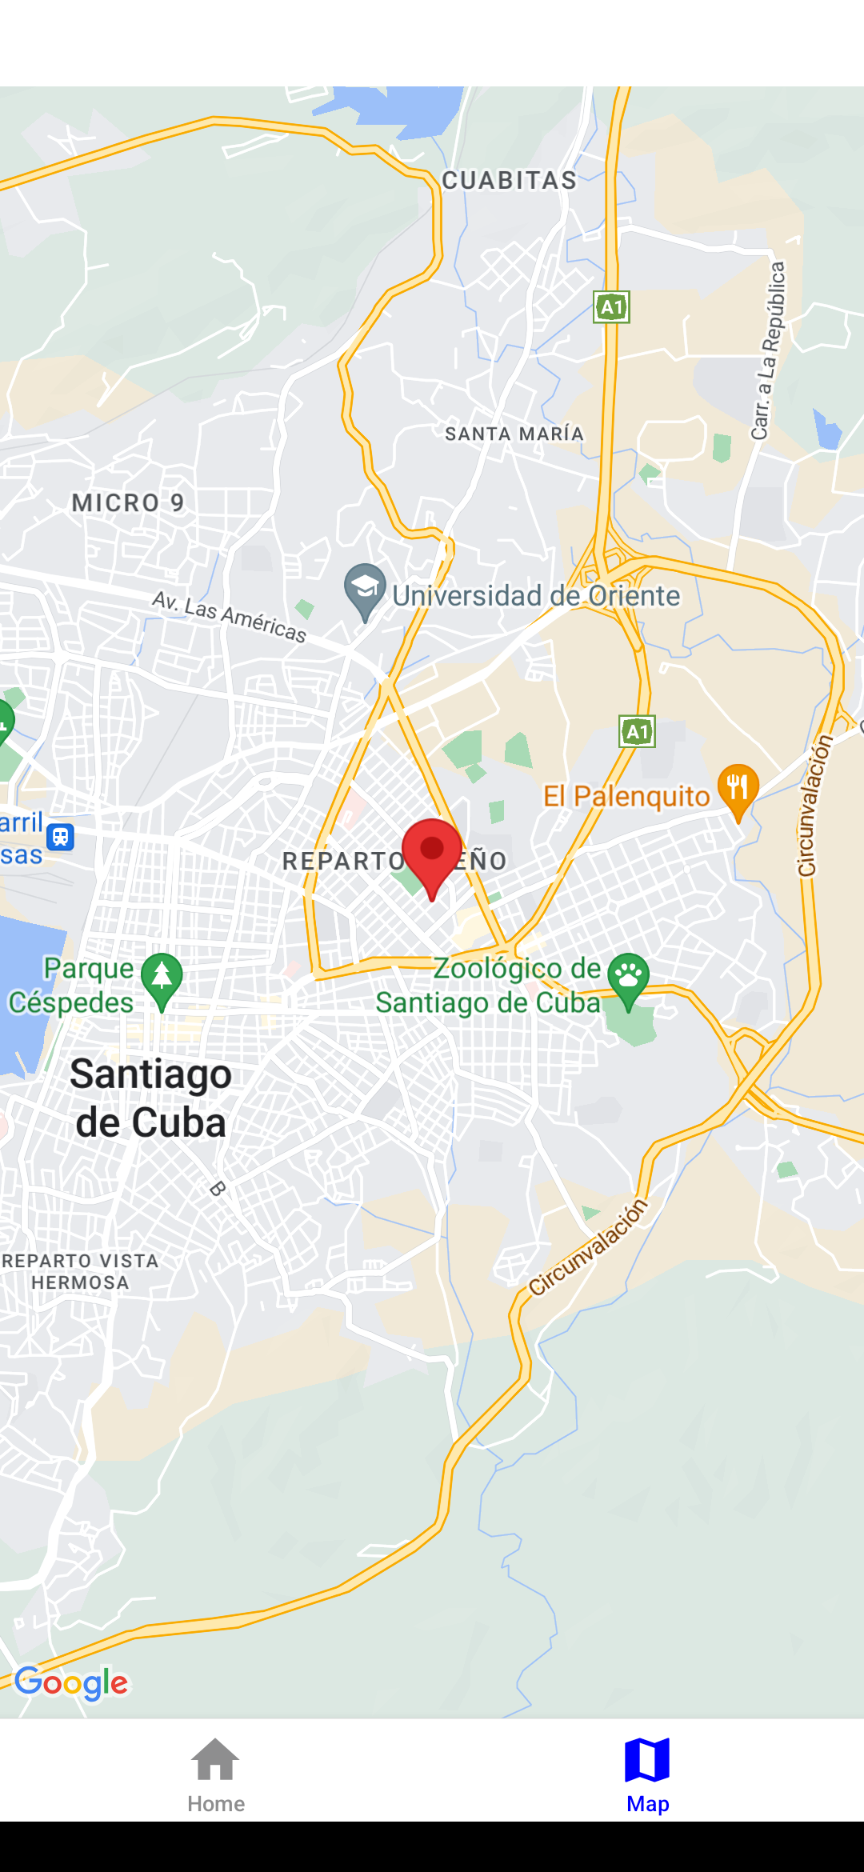 CUABITAS
A1
Carr. a La República
SANTA MARÍA
MICRO 9
Universidad de Oriente
Av. Las Américas
A1
El Palenquito
Circunvalación
arril
sas
REPARTO
EÑO
Parque
Céspedes
Zoológico de
Santiago de Cuba
Santiago
de Cuba
B
Circunvalación
REPARTO VISTA
HERMOSA
Google
Home
Map